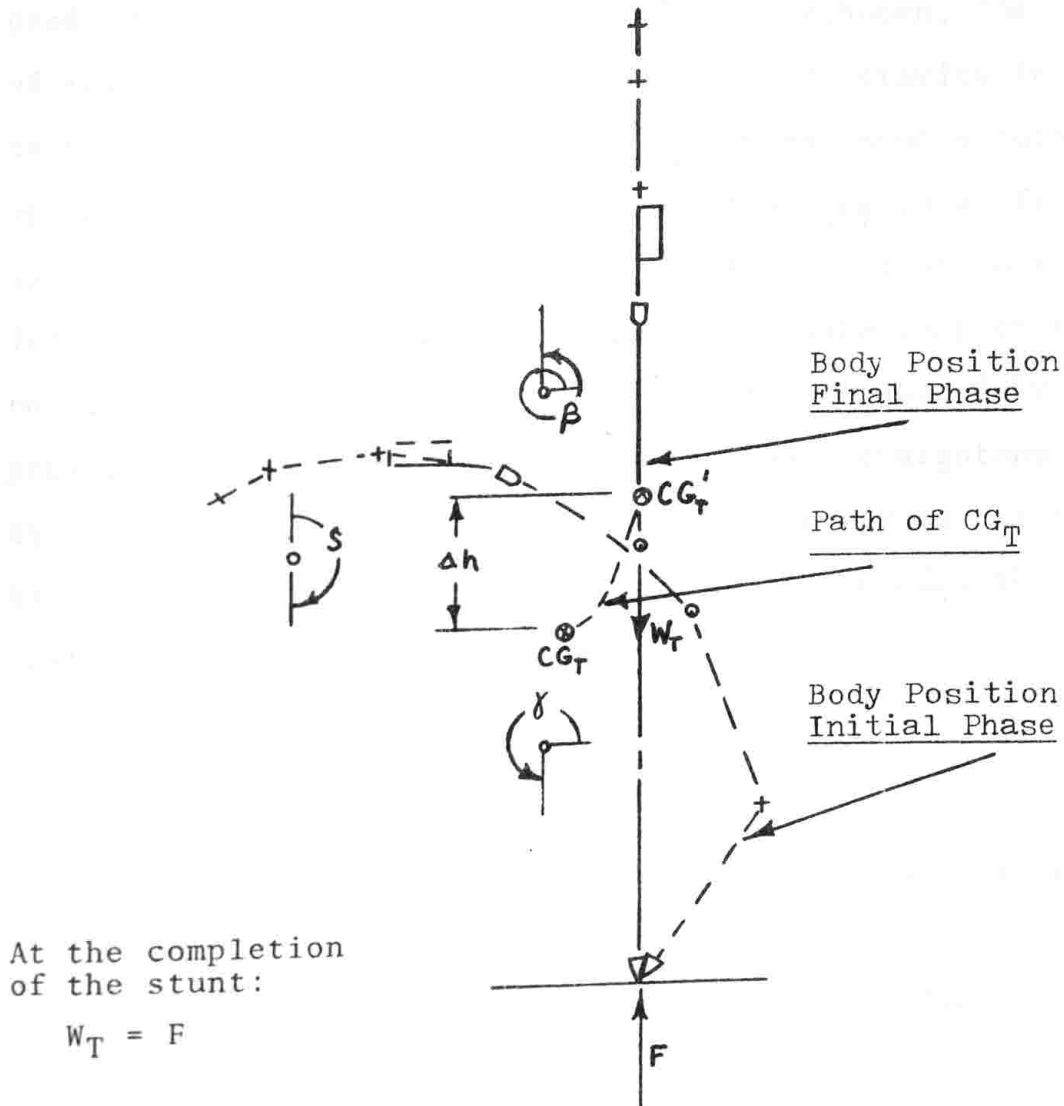 Body Position
Final Phase
β
CG_T'
S
Path of CG_T
Δh
W_T
CG_T
γ
Body Position
Initial Phase
At the completion
of the stunt:
W_T = F
F